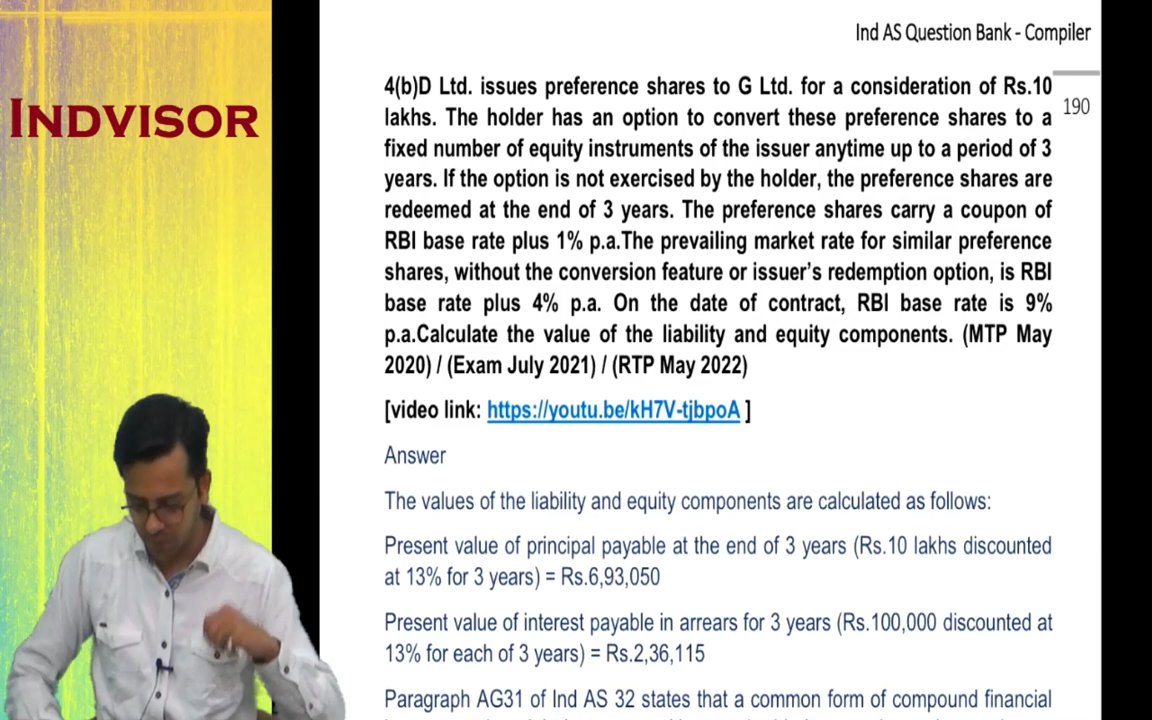 INDVISOR
Ind AS Question Bank - Compiler
190
4(b)D Ltd. issues preference shares to G Ltd. for a consideration of Rs.10
lakhs. The holder has an option to convert these preference shares to a
fixed number of equity instruments of the issuer anytime up to a period of 3
years. If the option is not exercised by the holder, the preference shares are
redeemed at the end of 3 years. The preference shares carry a coupon of
RBI base rate plus 1% p.a.The prevailing market rate for similar preference
shares, without the conversion feature or issuer's redemption option, is RBI
base rate plus 4% p.a. On the date of contract, RBI base rate is 9%
p.a.Calculate the value of the liability and equity components. (MTP May
2020) / (Exam July 2021) / (RTP May 2022)
[video link: https://youtu.be/kH7V-tjbpoA ]
Answer
The values of the liability and equity components are calculated as follows:
Present value of principal payable at the end of 3 years (Rs.10 lakhs discounted
at 13% for 3 years) = Rs.6,93,050
Present value of interest payable in arrears for 3 years (Rs.100,000 discounted at
13% for each of 3 years) = Rs.2,36,115
Paragraph AG31 of Ind AS 32 states that a common form of compound financial